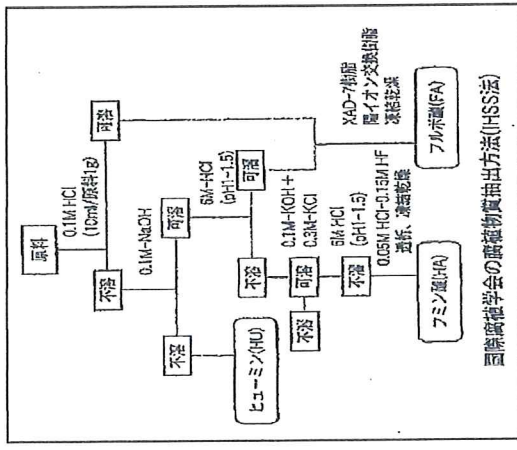 原料
0.1M HCl
(10ml/原料1g)
不溶
可溶
0.1M-NaOH
不溶
可溶
ヒューミン(HU)
6M-HCl
(pH1-1.5)
不溶
可溶
0.1M-KOH+
0.3M-KCl
不溶
可溶
6M HCl
(pH1-1.5)
不溶
0.05M HCl-0.15M HF
透析、凍結乾燥
XAD-7樹脂
陽イオン交換樹脂
凍結乾燥
フミン酸(HA)
フルボ酸(FA)
国際腐植学会の腐植物質抽出方法(IHSS法)